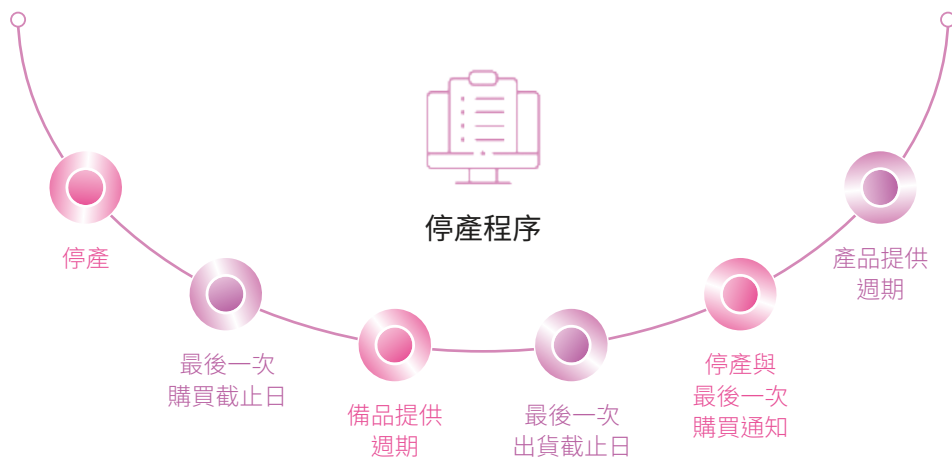 停產程序
停產
最後一次
購買截止日
備品提供
週期
最後一次
出貨截止日
停產與
最後一次
購買通知
產品提供
週期